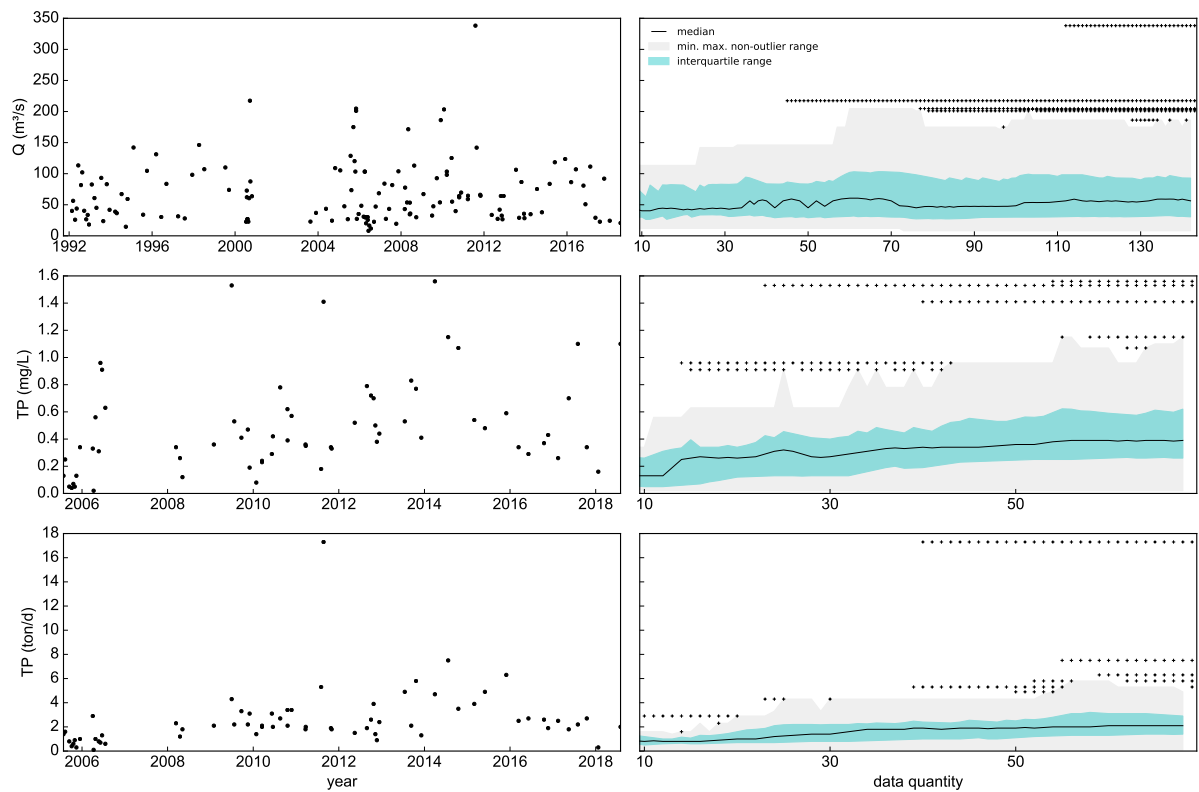 350
300
250
200
150
100
50
0
Q (m³/s)
1992 1996 2000 2004 2008 2012 2016
median
min. max. non-outlier range
interquartile range
10 30 50 70 90 110 130
1.6
1.4
1.2
1.0
0.8
0.6
0.4
0.2
0.0
TP (mg/L)
2006 2008 2010 2012 2014 2016 2018
10 30 50
18
16
14
12
10
8
6
4
2
0
TP (ton/d)
2006 2008 2010 2012 2014 2016 2018
year
10 30 50
data quantity